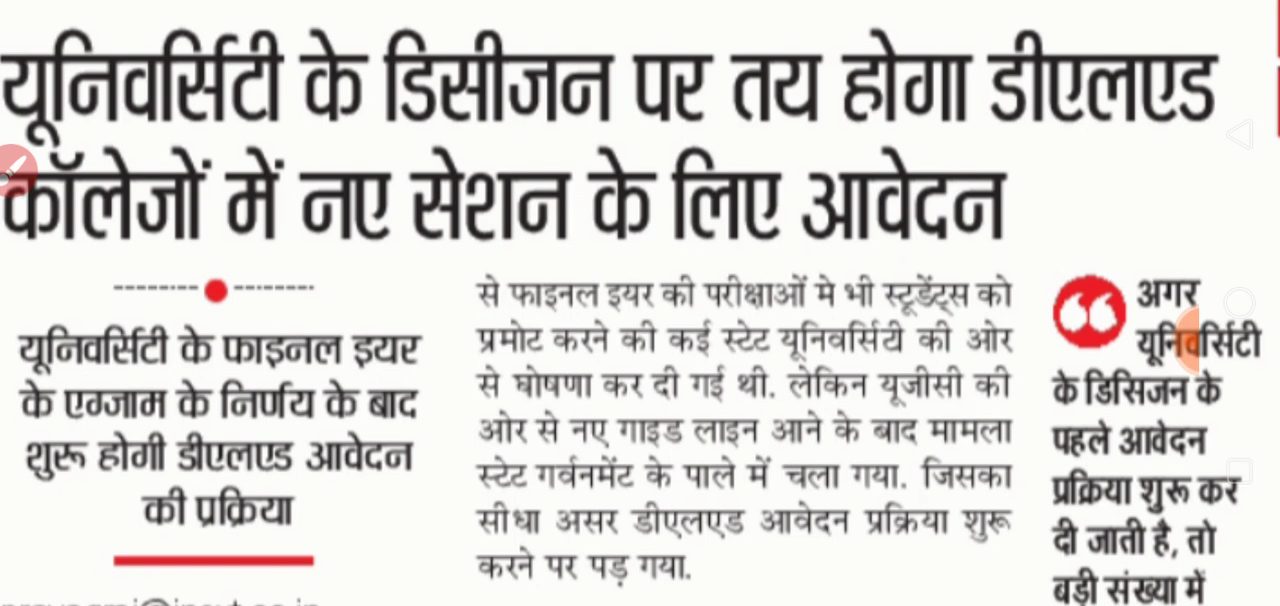 यूनिवर्सिटी के डिसीजन पर तय होगा डीएलएड
कॉलेजों में नए सेशन के लिए आवेदन
यूनिवर्सिटी के फाइनल इयर
के एग्जाम के निर्णय के बाद
शुरू होगी डीएलएड आवेदन
की प्रक्रिया
से फाइनल इयर की परीक्षाओं मे भी स्टूडेंट्स को
प्रमोट करने की कई स्टेट यूनिवर्सिटी की ओर
से घोषणा कर दी गई थी. लेकिन यूजीसी की
ओर से नए गाइड लाइन आने के बाद मामला
स्टेट गर्वनमेंट के पाले में चला गया. जिसका
सीधा असर डीएलएड आवेदन प्रक्रिया शुरू
करने पर पड़ गया.
अगर
यूनिवर्सिटी
के डिसिजन के
पहले आवेदन
प्रक्रिया शुरू कर
दी जाती है, तो
बड़ी संख्या में